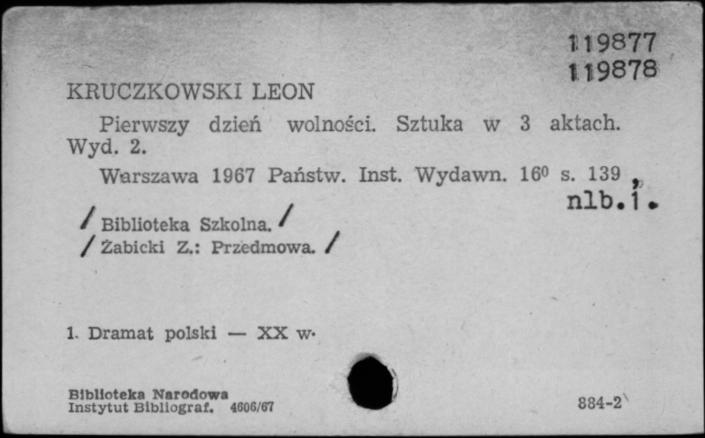 119877
119878
KRUCZKOWSKI LEON
Pierwszy dzień wolności. Sztuka w 3 aktach.
Wyd. 2.
Warszawa 1967 Państw. Inst. Wydawn. 16⁰ s. 139 ,
nlb.1.
/ Biblioteka Szkolna. /
/ Żabicki Z.: Przedmowa. /
1. Dramat polski — XX w.
Biblioteka Narodowa
Instytut Bibliograf. 4606/67
884-2